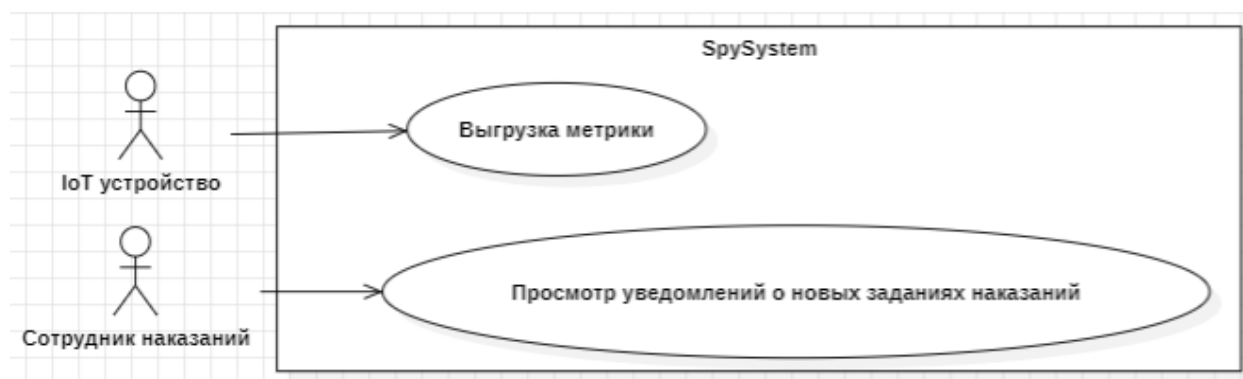 SpySystem
Выгрузка метрики
IoT устройство
Просмотр уведомлений о новых заданиях наказаний
Сотрудник наказаний